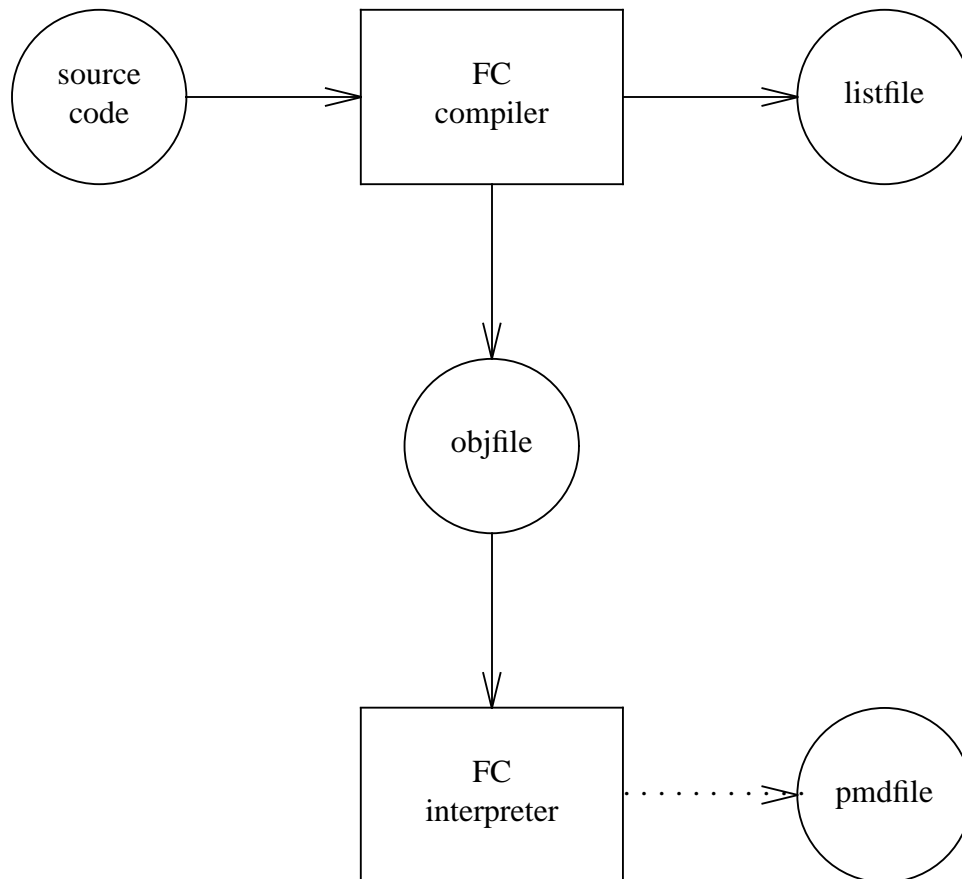 source
code
FC
compiler
listfile
objfile
FC
interpreter
pmdfile